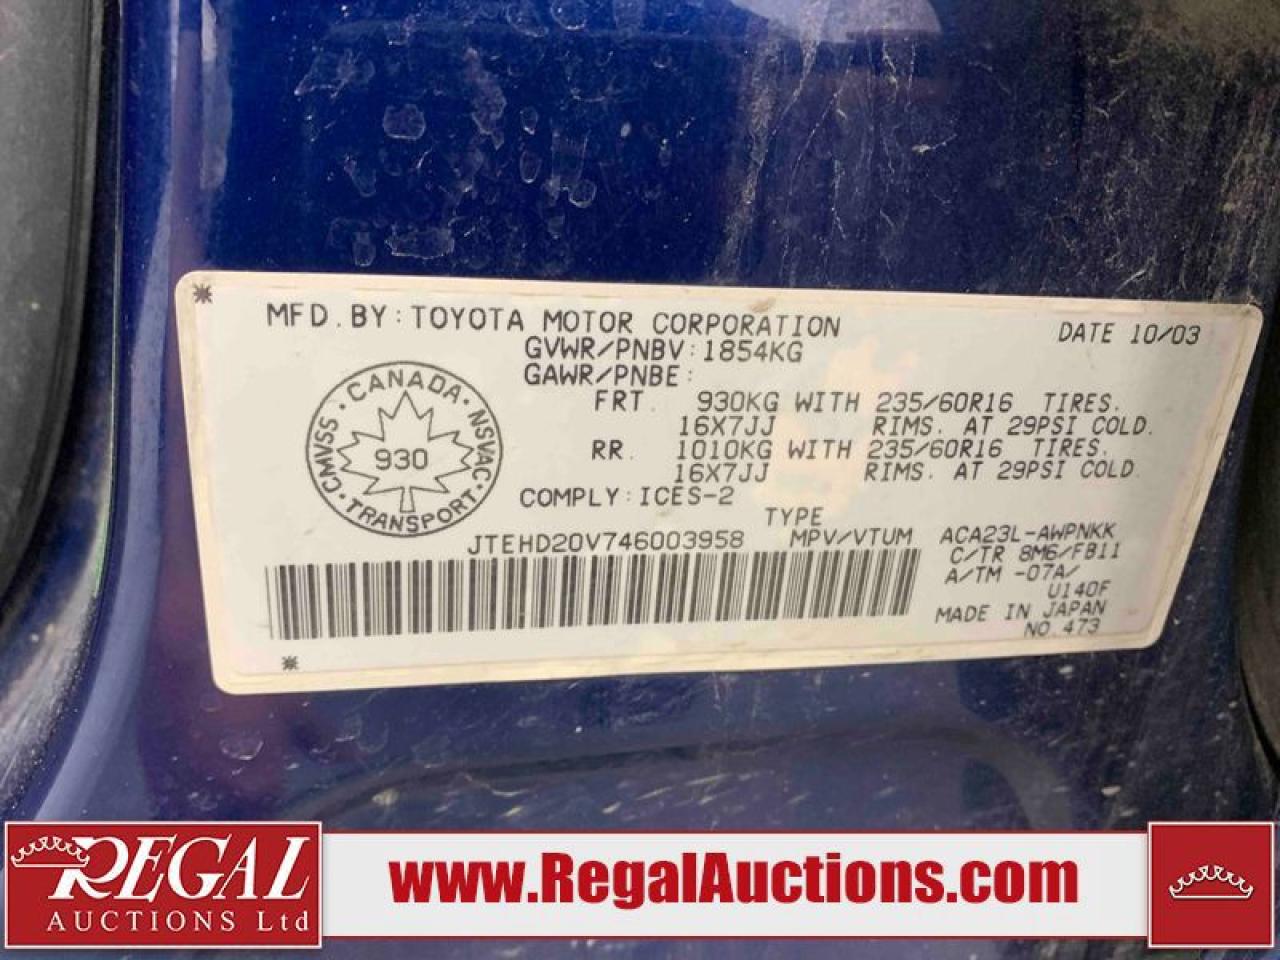 MFD. BY: TOYOTA MOTOR CORPORATION DATE 10/03
GVWR/PNBV: 1854KG
GAWR/PNBE:
FRT. 930KG WITH 235/60R16 TIRES.
16X7JJ RIMS. AT 29PSI COLD.
RR. 1010KG WITH 235/60R16 TIRES.
16X7JJ RIMS. AT 29PSI COLD.
COMPLY: ICES-2
CMVSS · CANADA · NSVAC · TRANSPORT ·
930
TYPE
JTEHD20V746003958 MPV/VTUM
ACA23L-AWPNKK
C/TR 8M6/FB11
A/TM -07A/
U140F
MADE IN JAPAN
NO. 473
REGAL
AUCTIONS Ltd
www.RegalAuctions.com